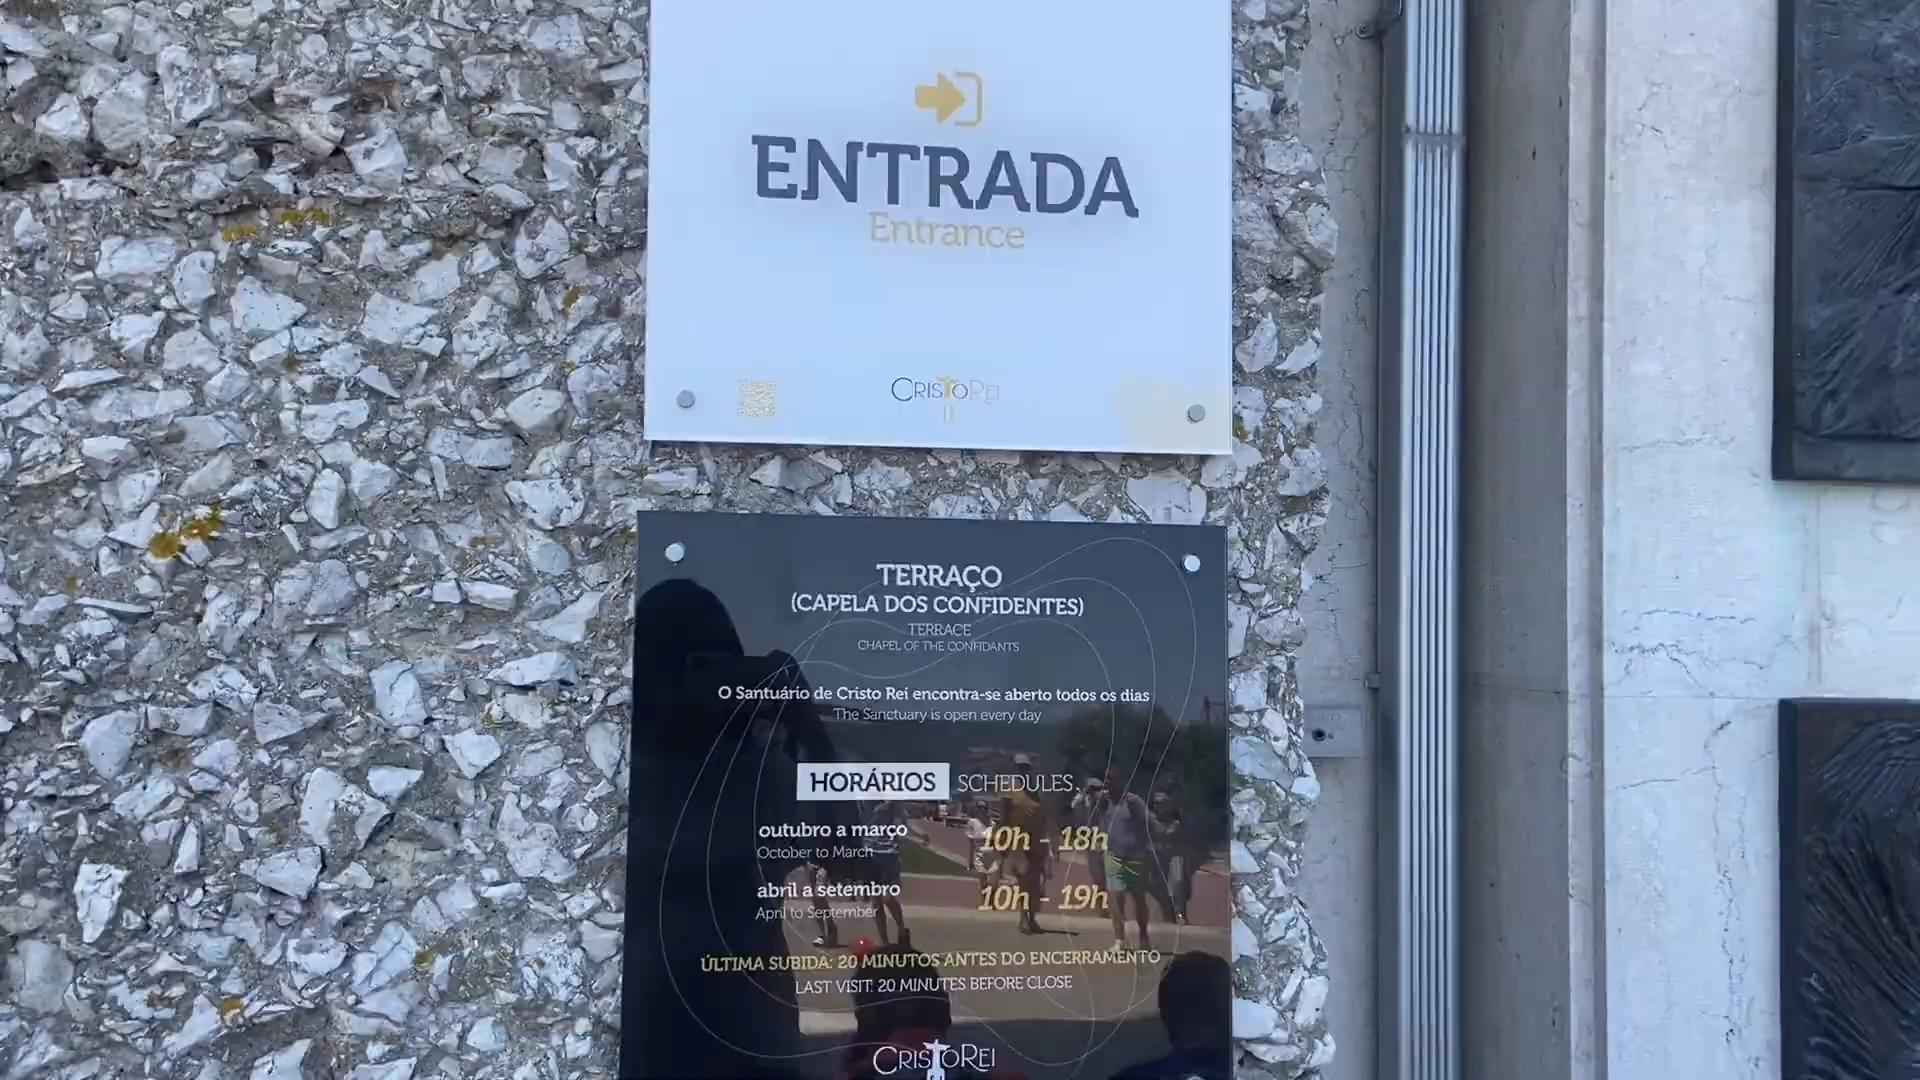 ENTRADA
Entrance
CRISTO REI
TERRAÇO
(CAPELA DOS CONFIDENTES)
TERRACE
CHAPEL OF THE CONFIDANTS
O Santuário de Cristo Rei encontra-se aberto todos os dias
The Sanctuary is open every day
HORÁRIOS SCHEDULES
outubro a março 10h - 18h
October to March
abril a setembro 10h - 19h
April to September
ÚLTIMA SUBIDA: 20 MINUTOS ANTES DO ENCERRAMENTO
LAST VISIT: 20 MINUTES BEFORE CLOSE
CRISTO REI